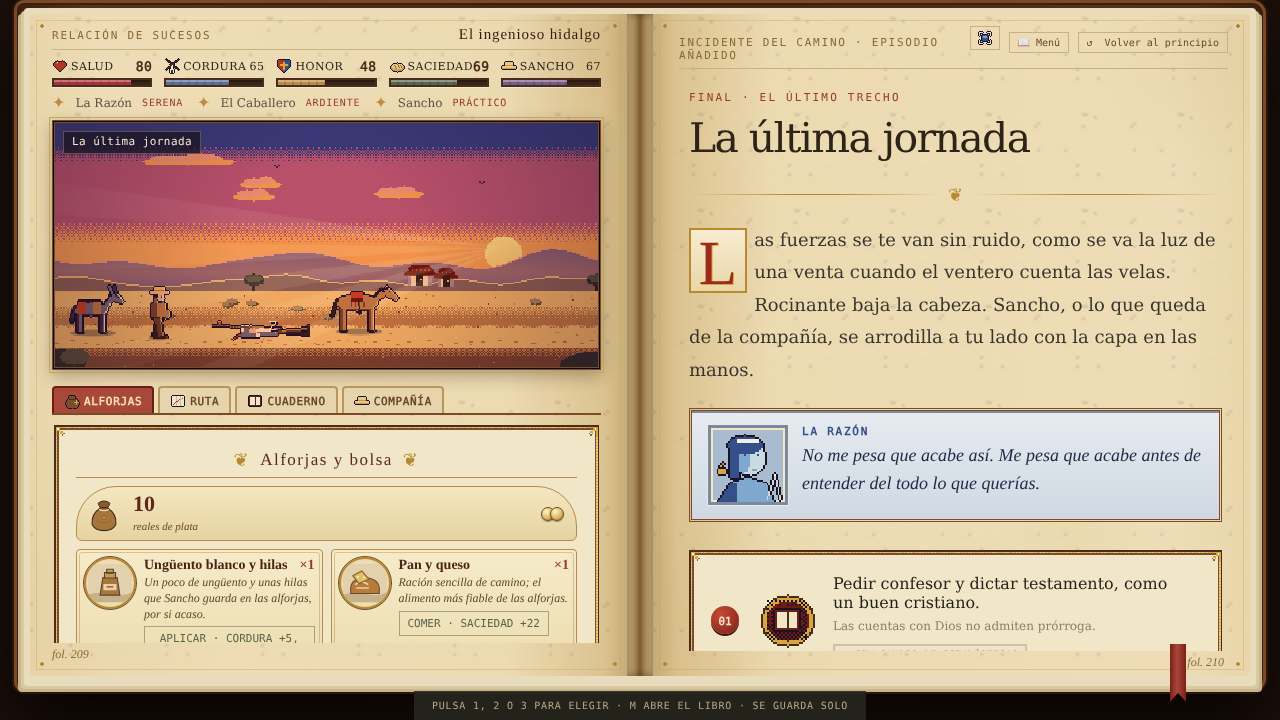 RELACIÓN DE SUCESOS
El ingenioso hidalgo
SALUD 80
CORDURA 65
HONOR 48
SACIEDAD 69
SANCHO 67
La Razón SERENA
El Caballero ARDIENTE
Sancho PRÁCTICO
La última jornada
ALFORJAS
RUTA
CUADERNO
COMPAÑÍA
Alforjas y bolsa
10
reales de plata
Ungüento blanco y hilas ×1
Un poco de ungüento y unas hilas
que Sancho guarda en las alforjas,
por si acaso.
APLICAR · CORDURA +5,
Pan y queso ×1
Ración sencilla de camino; el
alimento más fiable de las alforjas.
COMER · SACIEDAD +22
fol. 209
INCIDENTE DEL CAMINO · EPISODIO
AÑADIDO
Menú
↺ Volver al principio
FINAL · EL ÚLTIMO TRECHO
La última jornada
Las fuerzas se te van sin ruido, como se va la luz de
una venta cuando el ventero cuenta las velas.
Rocinante baja la cabeza. Sancho, o lo que queda
de la compañía, se arrodilla a tu lado con la capa en las
manos.
LA RAZÓN
No me pesa que acabe así. Me pesa que acabe antes de
entender del todo lo que querías.
01
Pedir confesor y dictar testamento, como
un buen cristiano.
Las cuentas con Dios no admiten prórroga.
fol. 210
PULSA 1, 2 O 3 PARA ELEGIR · M ABRE EL LIBRO · SE GUARDA SOLO